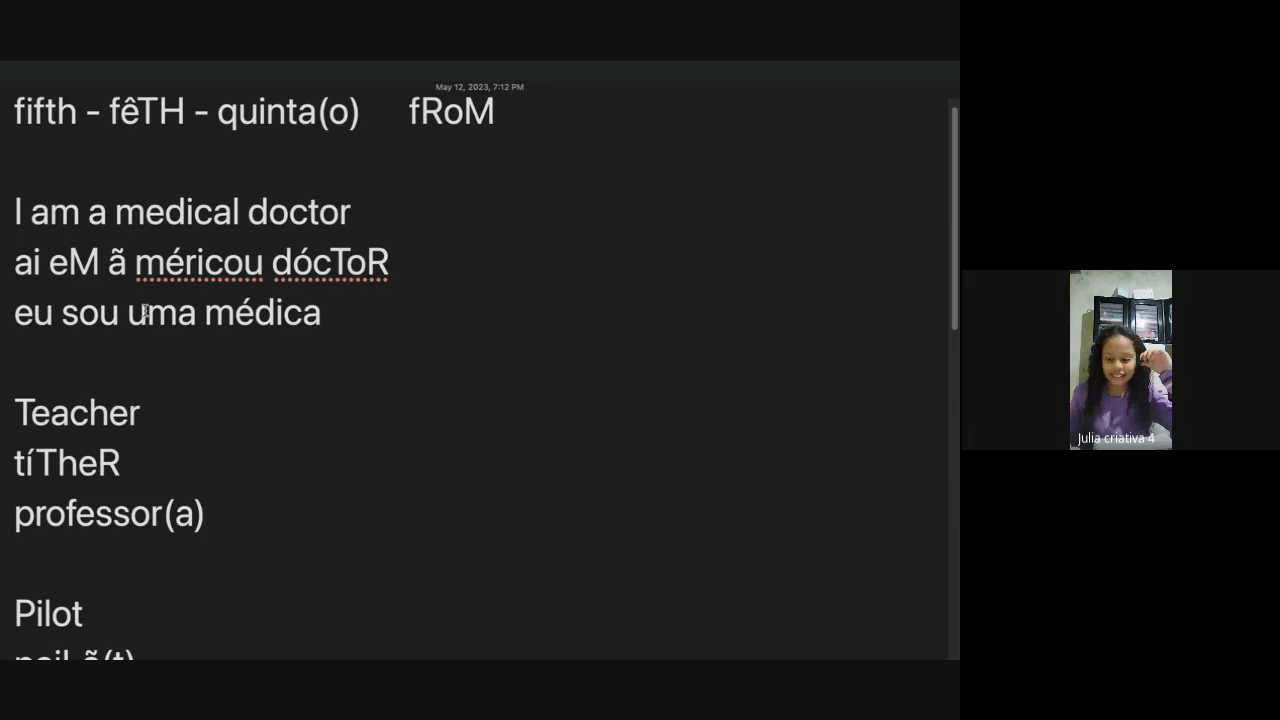 May 12, 2023, 7:12 PM
fifth - fêTH - quinta(o) fRoM
I am a medical doctor
ai eM ã méricou dócToR
eu sou uma médica
Teacher
tíTheR
professor(a)
Pilot
Julia criativa 4